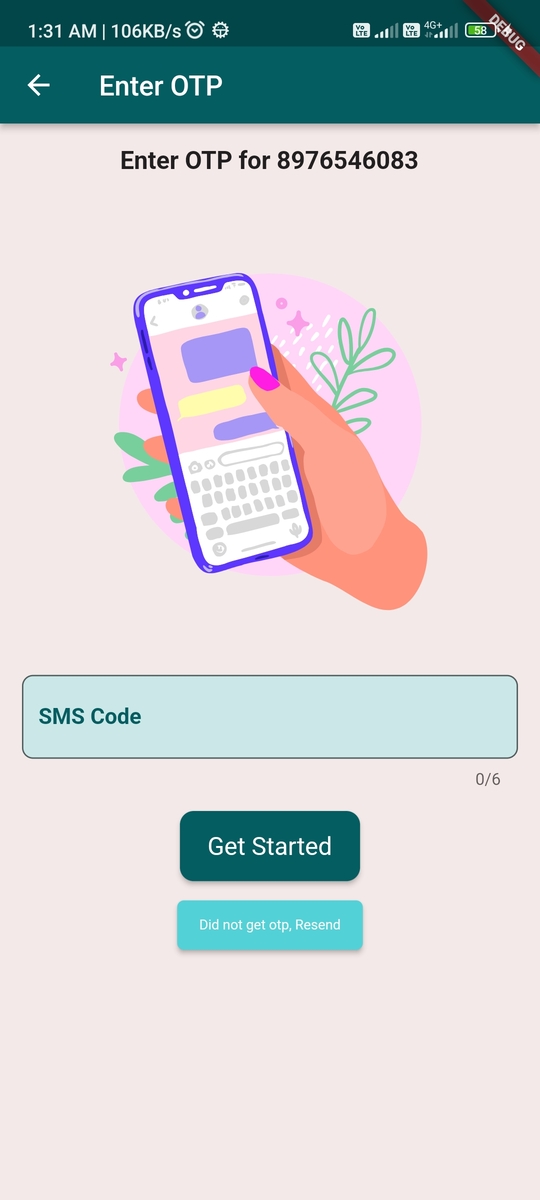 1:31 AM | 106KB/s
Vo LTE
Vo LTE
4G+
58
DEBUG
Enter OTP
Enter OTP for 8976546083
SMS Code
0/6
Get Started
Did not get otp, Resend